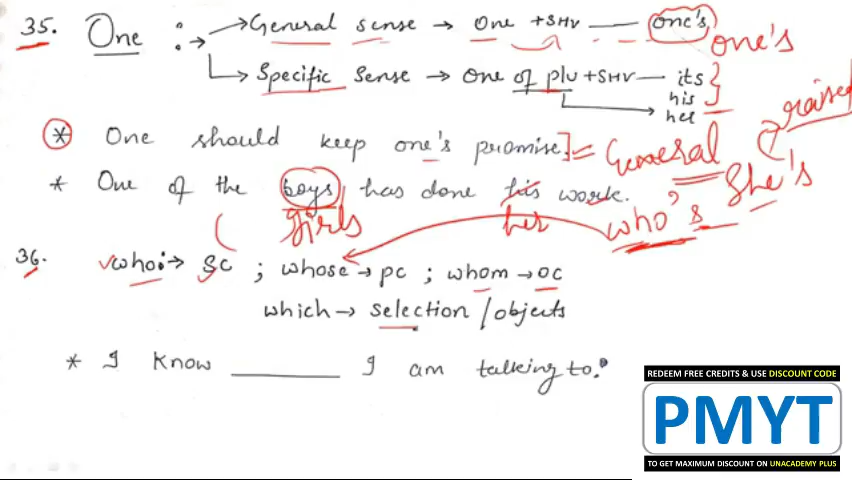 35. One :→ General sense → One + SHV — one's one's
→ Specific Sense → One of plu + SHV — its
his
her
raised
* One should keep one's promise.] = General She's
* One of the boys has done his work.
girls her who's
36. who :→ SC ; whose → pc ; whom → oc
which → selection / objects
* I know ________ I am talking to.
REDEEM FREE CREDITS & USE DISCOUNT CODE
PMYT
TO GET MAXIMUM DISCOUNT ON UNACADEMY PLUS